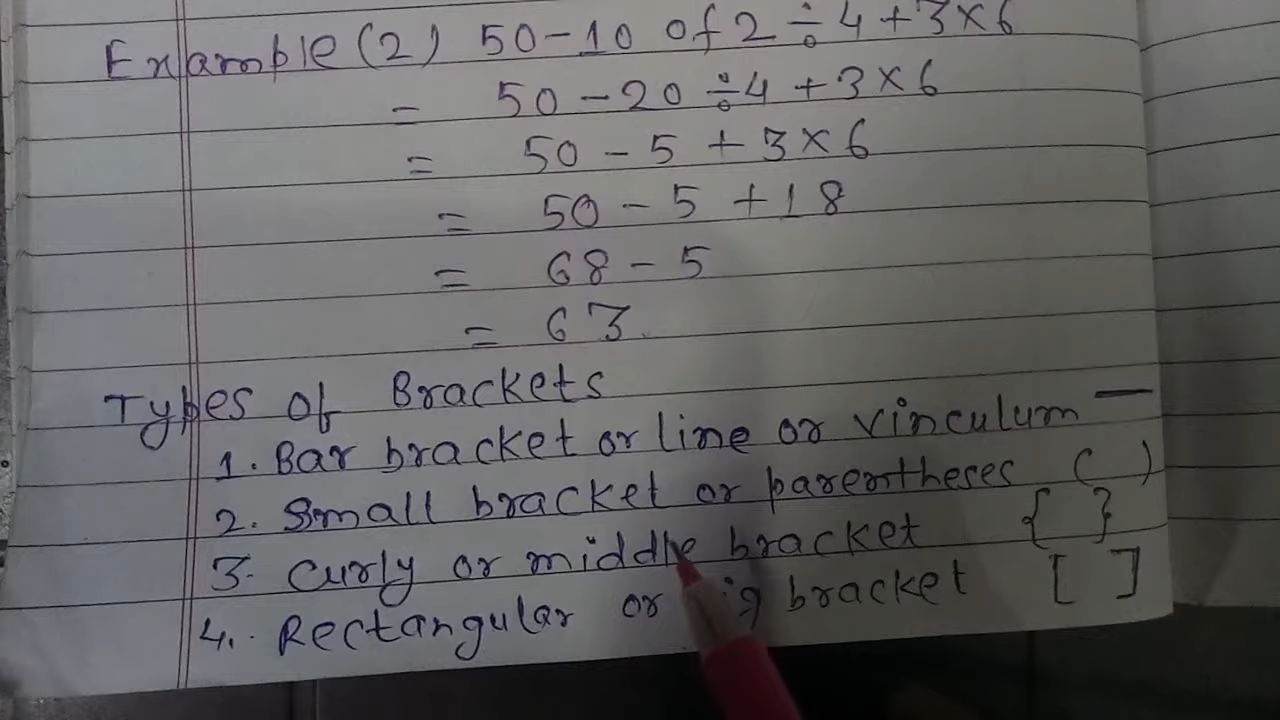 Example (2) 50 - 10 of 2 ÷ 4 + 3 × 6
= 50 - 20 ÷ 4 + 3 × 6
= 50 - 5 + 3 × 6
= 50 - 5 + 18
= 68 - 5
= 63
Types of Brackets
1. Bar bracket or line or vinculum —
2. Small bracket or parentheses ( )
3. Curly or middle bracket { }
4. Rectangular or bracket [ ]